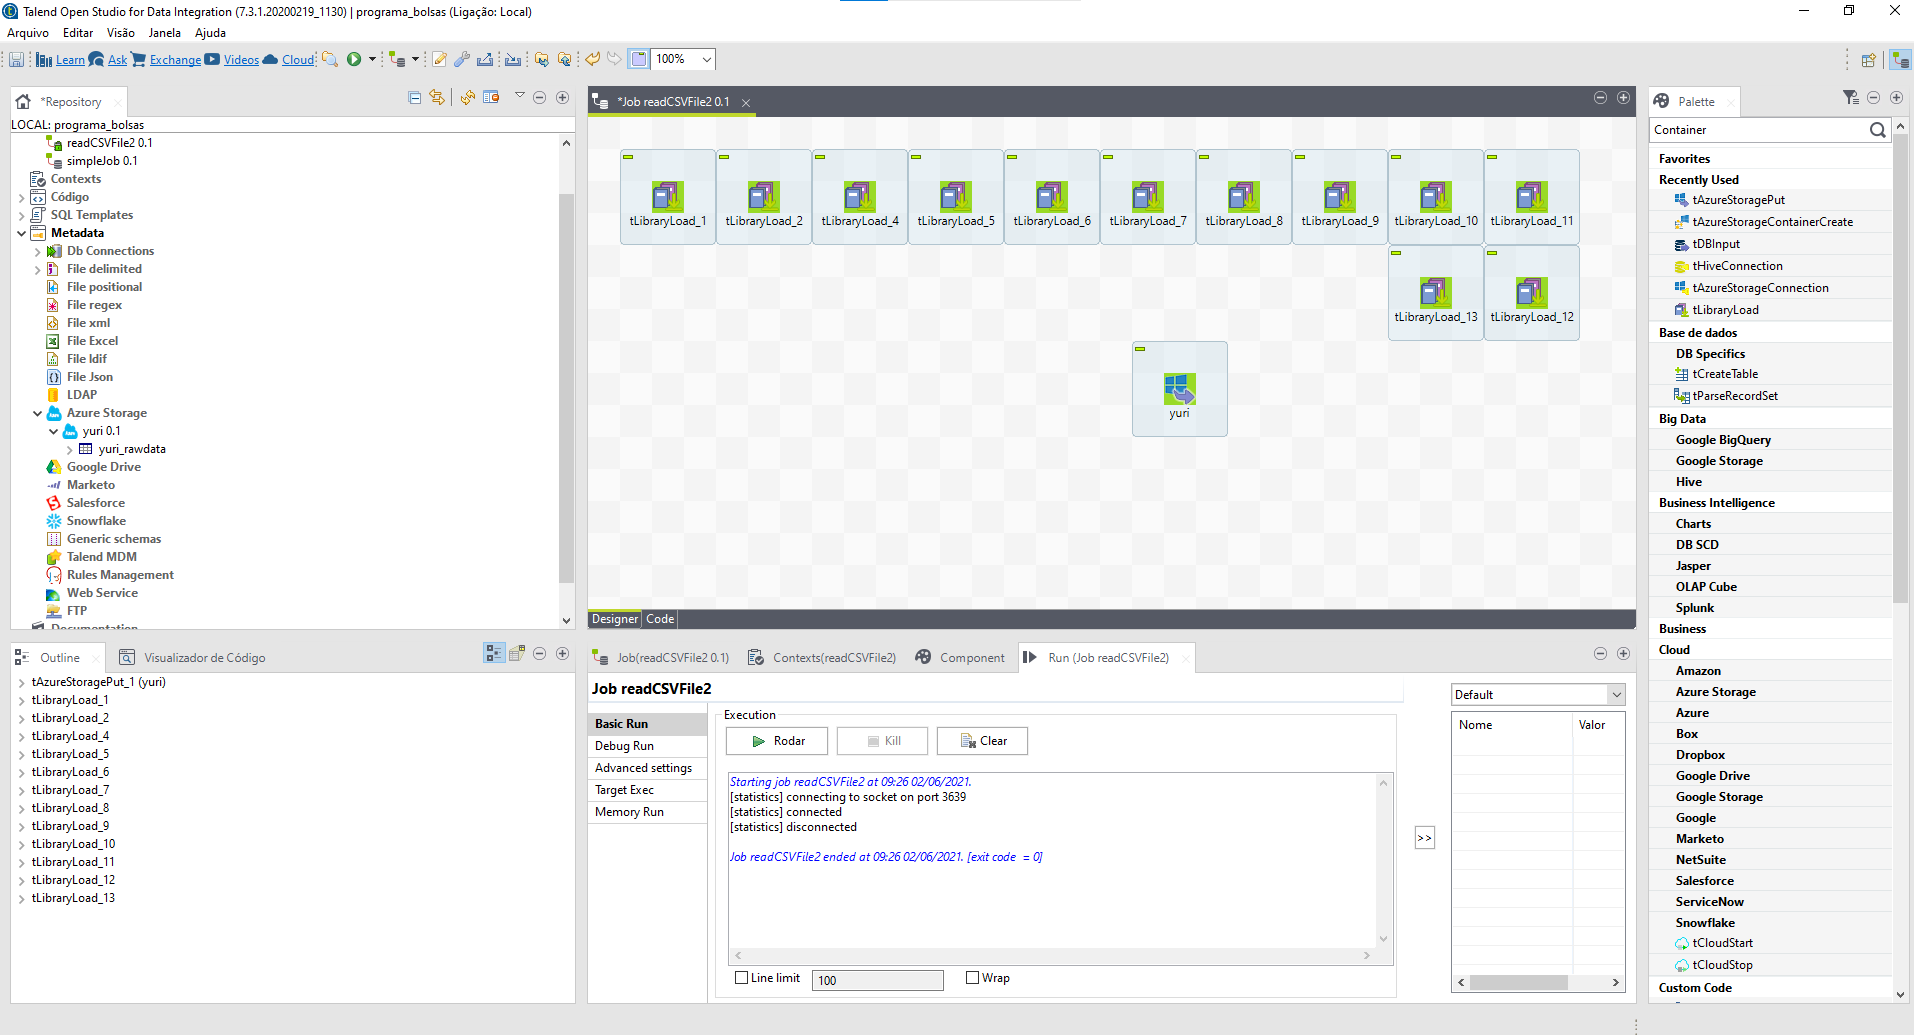 Talend Open Studio for Data Integration (7.3.1.20200219_1130) | programa_bolsas (Ligação: Local)
Arquivo Editar Visão Janela Ajuda
Learn Ask Exchange Videos Cloud 100%
*Repository
LOCAL: programa_bolsas
readCSVFile2 0.1
simpleJob 0.1
Contexts
Código
SQL Templates
Metadata
Db Connections
File delimited
File positional
File regex
File xml
File Excel
File ldif
File Json
LDAP
Azure Storage
yuri 0.1
yuri_rawdata
Google Drive
Marketo
Salesforce
Snowflake
Generic schemas
Talend MDM
Rules Management
Web Service
FTP
Documentation
*Job readCSVFile2 0.1
tLibraryLoad_1 tLibraryLoad_2 tLibraryLoad_4 tLibraryLoad_5 tLibraryLoad_6 tLibraryLoad_7 tLibraryLoad_8 tLibraryLoad_9 tLibraryLoad_10 tLibraryLoad_11
tLibraryLoad_13 tLibraryLoad_12
yuri
Designer Code
Palette
Container
Favorites
Recently Used
tAzureStoragePut
tAzureStorageContainerCreate
tDBInput
tHiveConnection
tAzureStorageConnection
tLibraryLoad
Base de dados
DB Specifics
tCreateTable
tParseRecordSet
Big Data
Google BigQuery
Google Storage
Hive
Business Intelligence
Charts
DB SCD
Jasper
OLAP Cube
Splunk
Business
Cloud
Amazon
Azure Storage
Azure
Box
Dropbox
Google Drive
Google Storage
Google
Marketo
NetSuite
Salesforce
ServiceNow
Snowflake
tCloudStart
tCloudStop
Custom Code
Outline Visualizador de Código
tAzureStoragePut_1 (yuri)
tLibraryLoad_1
tLibraryLoad_2
tLibraryLoad_4
tLibraryLoad_5
tLibraryLoad_6
tLibraryLoad_7
tLibraryLoad_8
tLibraryLoad_9
tLibraryLoad_10
tLibraryLoad_11
tLibraryLoad_12
tLibraryLoad_13
Job(readCSVFile2 0.1) Contexts(readCSVFile2) Component Run (Job readCSVFile2)
Job readCSVFile2
Basic Run
Debug Run
Advanced settings
Target Exec
Memory Run
Execution
Rodar Kill Clear
Starting job readCSVFile2 at 09:26 02/06/2021.
[statistics] connecting to socket on port 3639
[statistics] connected
[statistics] disconnected
Job readCSVFile2 ended at 09:26 02/06/2021. [exit code = 0]
Line limit 100 Wrap
>>
Default
Nome Valor